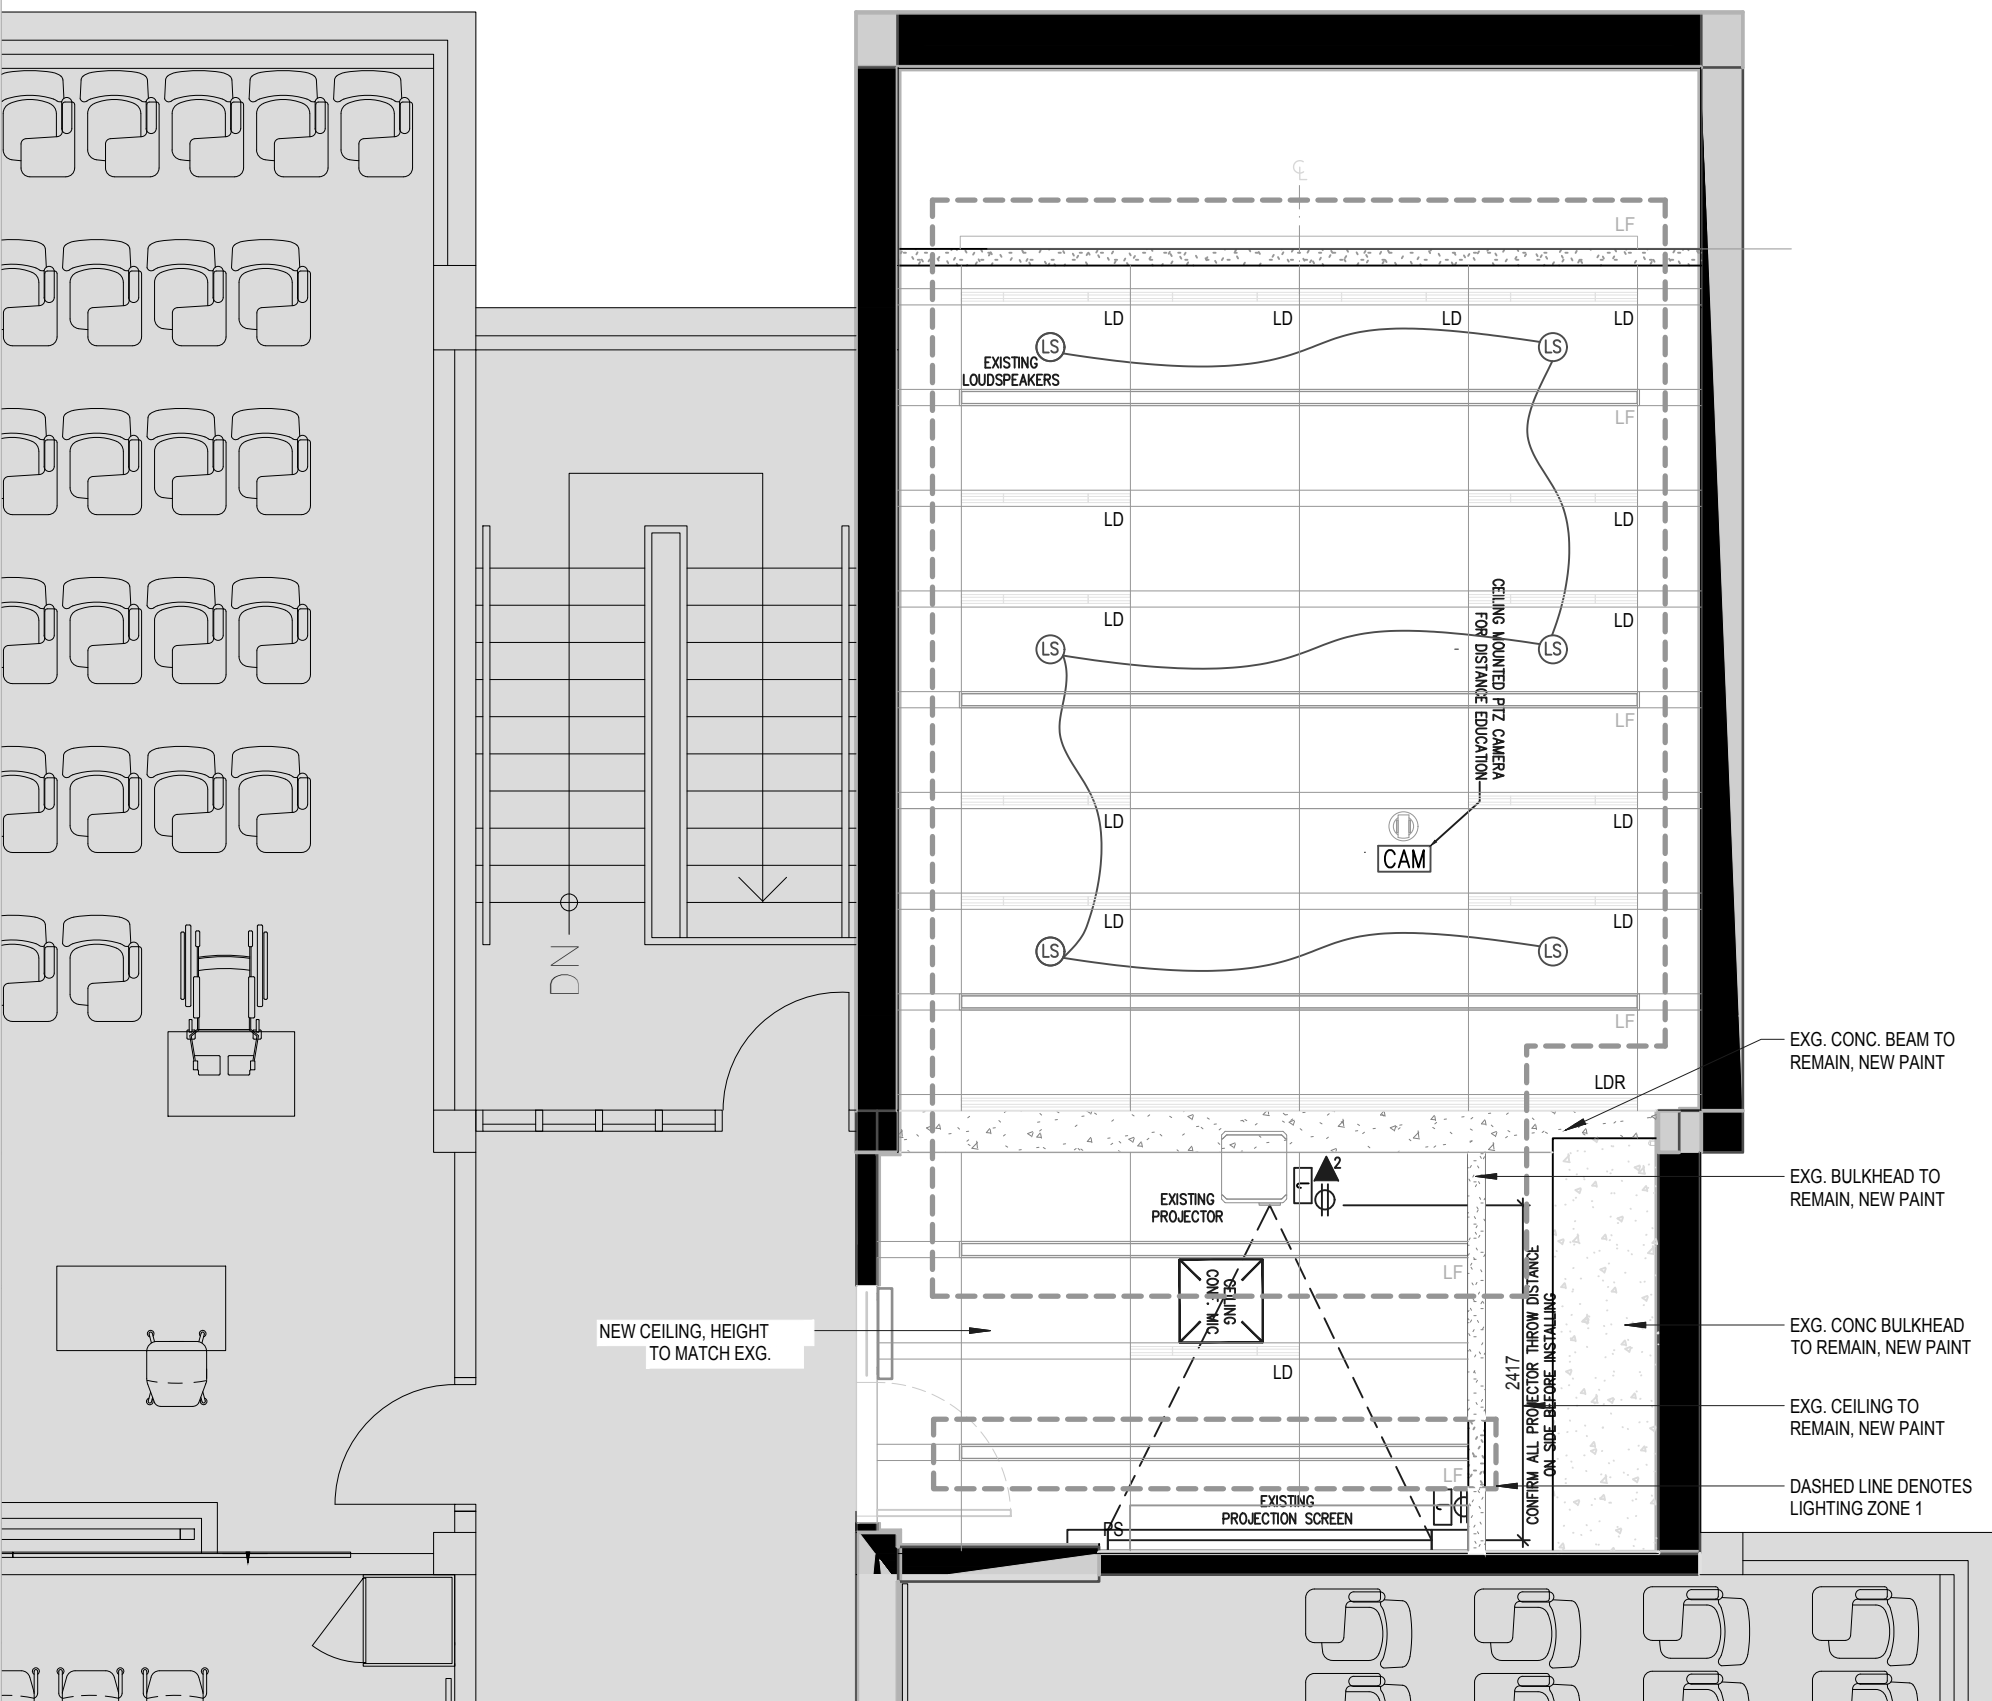 ℄
LF
LD
LD
LD
LD
LS
LS
EXISTING
LOUDSPEAKERS
LF
LD
LD
LD
LD
LS
LS
CEILING MOUNTED PTZ CAMERA
FOR DISTANCE EDUCATION
LF
LD
LD
CAM
LD
LD
LS
LS
DN
LF
EXG. CONC. BEAM TO
REMAIN, NEW PAINT
LDR
2
J
EXISTING
PROJECTOR
EXG. BULKHEAD TO
REMAIN, NEW PAINT
LF
CEILING
CONF. MIC
NEW CEILING, HEIGHT
TO MATCH EXG.
EXG. CONC BULKHEAD
TO REMAIN, NEW PAINT
LD
2417
CONFIRM ALL PROJECTOR THROW DISTANCE
ON SIDE BEFORE INSTALLING
EXG. CEILING TO
REMAIN, NEW PAINT
LF
DASHED LINE DENOTES
LIGHTING ZONE 1
EXISTING
PROJECTION SCREEN
J
PS